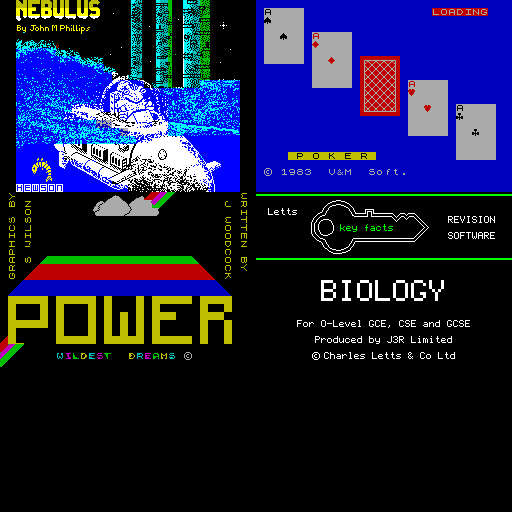 NEBULUS
By John M Phillips
HEWSON
LOADING
A
A
A
A
POKER
© 1983 V&M Soft.
GRAPHICS BY
S WILSON
WRITTEN BY
J WOODCOCK
POWER
WILDEST DREAMS ©
Letts
key facts
REVISION
SOFTWARE
BIOLOGY
For O-Level GCE, CSE and GCSE
Produced by J3R Limited
© Charles Letts & Co Ltd